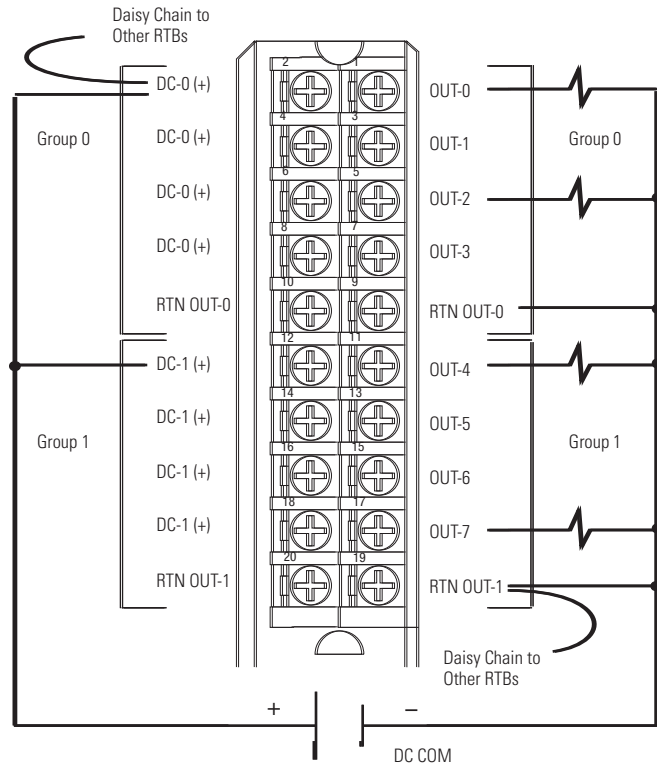 Daisy Chain to
Other RTBs
DC-0 (+)
2
1
OUT-0
Group 0
DC-0 (+)
4
3
OUT-1
Group 0
DC-0 (+)
6
5
OUT-2
DC-0 (+)
8
7
OUT-3
RTN OUT-0
10
9
RTN OUT-0
DC-1 (+)
12
11
OUT-4
Group 1
DC-1 (+)
14
13
OUT-5
Group 1
DC-1 (+)
16
15
OUT-6
DC-1 (+)
18
17
OUT-7
RTN OUT-1
20
19
RTN OUT-1
Daisy Chain to
Other RTBs
+
–
DC COM